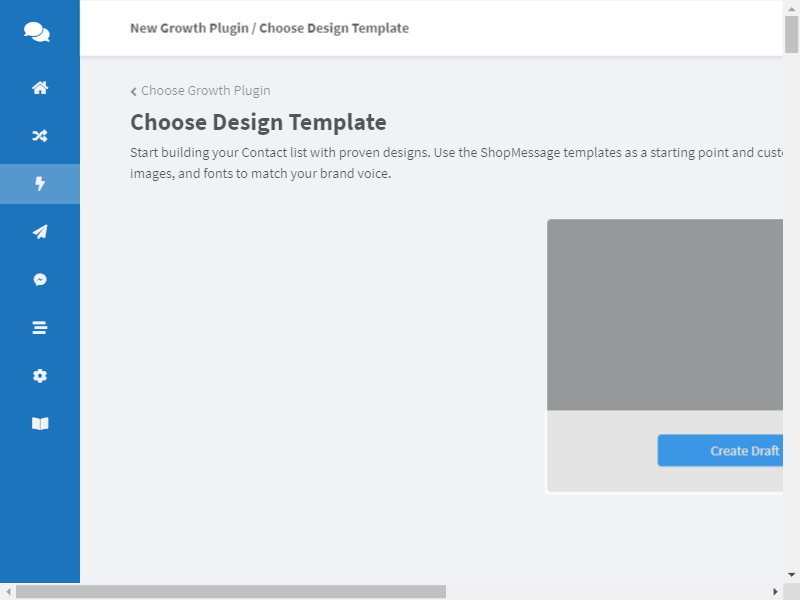 New Growth Plugin / Choose Design Template
Choose Growth Plugin
Choose Design Template
Start building your Contact list with proven designs. Use the ShopMessage templates as a starting point and
images, and fonts to match your brand voice.
Create Draft